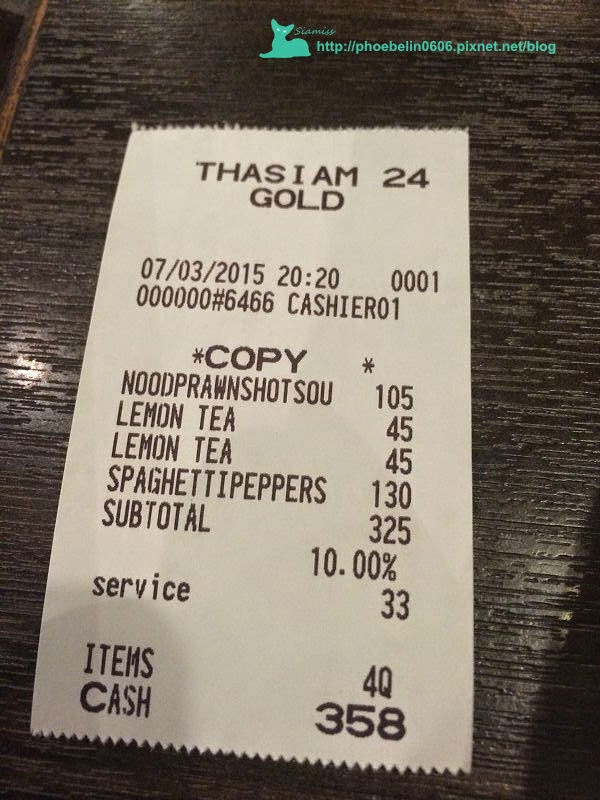 Siamiss
http://phoebelin0606.pixnet.net/blog
THASIAM 24
GOLD
07/03/2015 20:20 0001
000000#6466 CASHIER01
*COPY *
NOODPRAWNSHOTSOU 105
LEMON TEA 45
LEMON TEA 45
SPAGHETTIPEPPERS 130
SUBTOTAL 325
10.00%
service 33
ITEMS 4Q
CASH 358